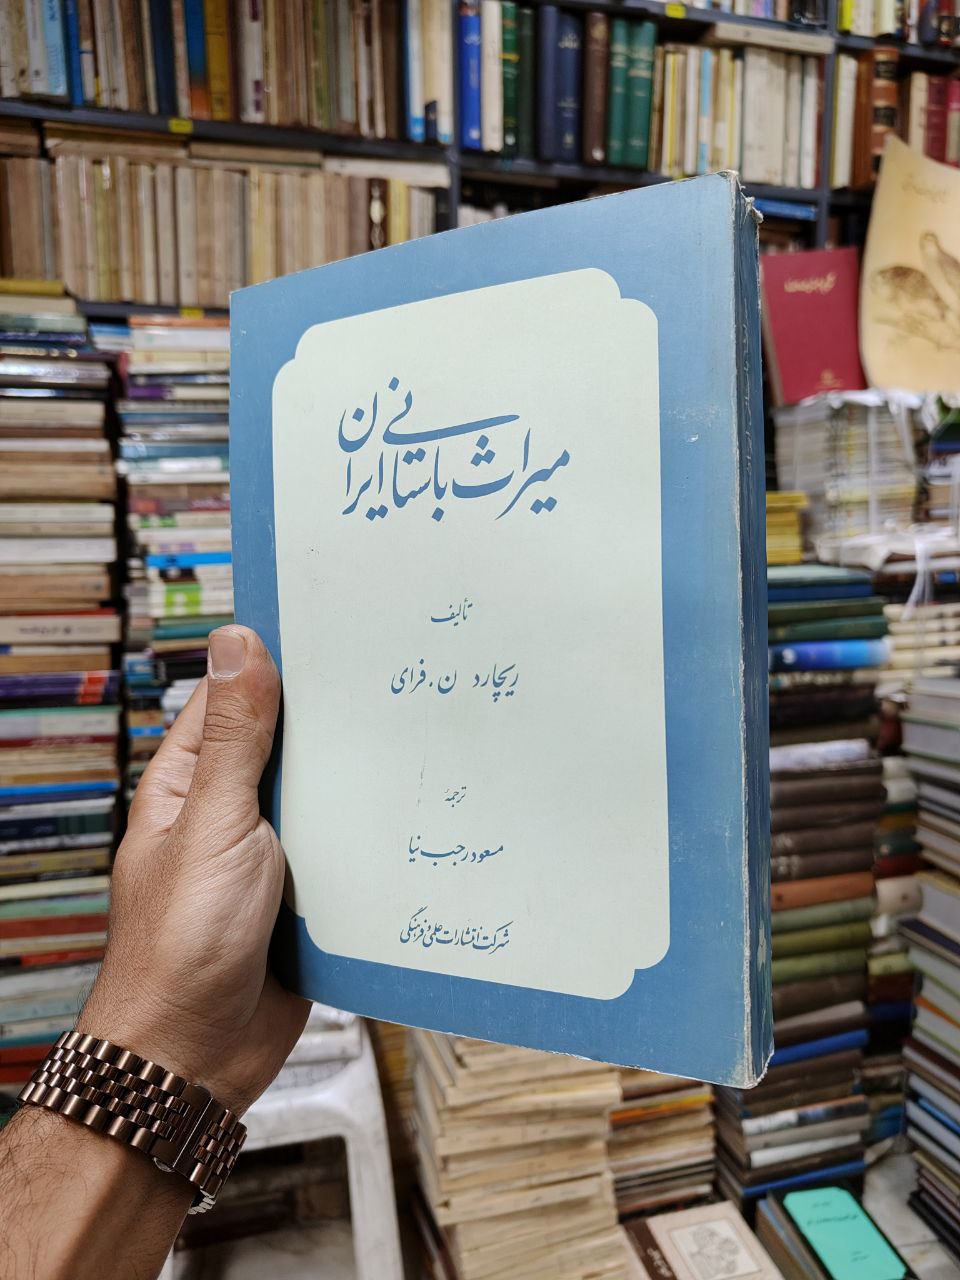 میراث باستانی ایران
تألیف
ریچارد ن. فرای
ترجمهٔ
مسعود رجب نیا
شرکت انتشارات علمی و فرهنگی